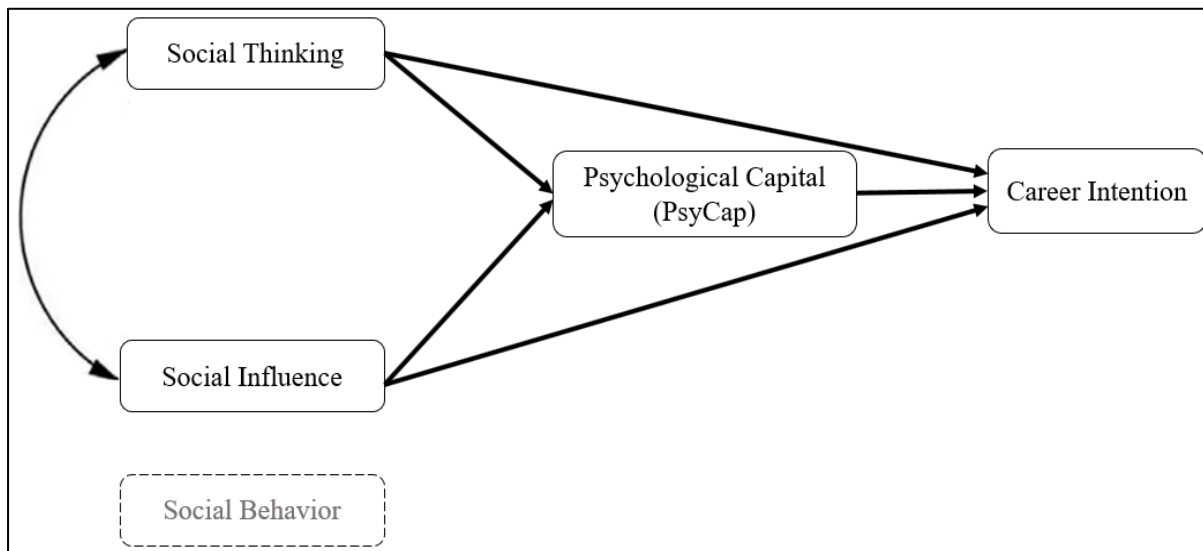 Social Thinking
Psychological Capital
(PsyCap)
Career Intention
Social Influence
Social Behavior